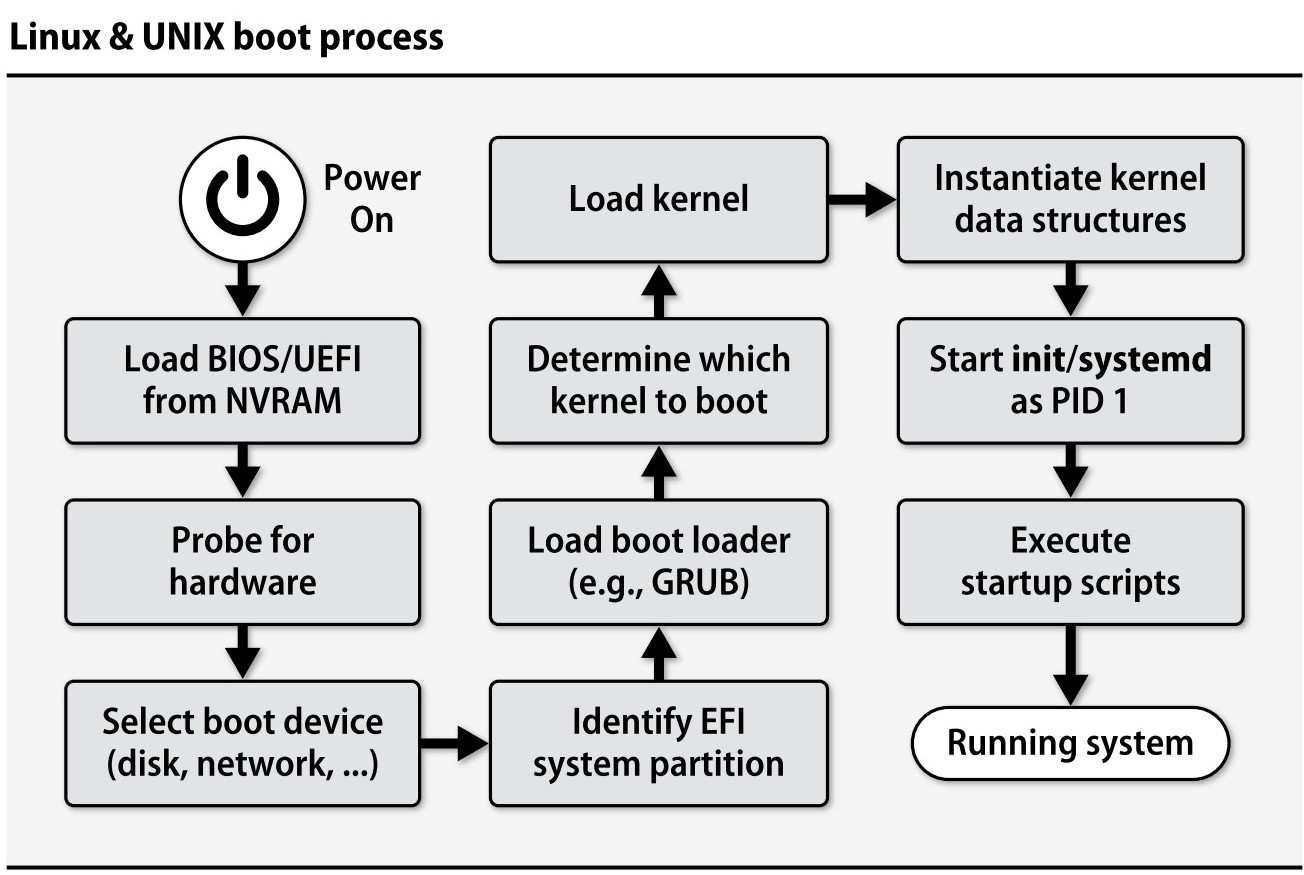 Linux & UNIX boot process
Power
On
Load BIOS/UEFI
from NVRAM
Probe for
hardware
Select boot device
(disk, network, ...)
Identify EFI
system partition
Load boot loader
(e.g., GRUB)
Determine which
kernel to boot
Load kernel
Instantiate kernel
data structures
Start init/systemd
as PID 1
Execute
startup scripts
Running system